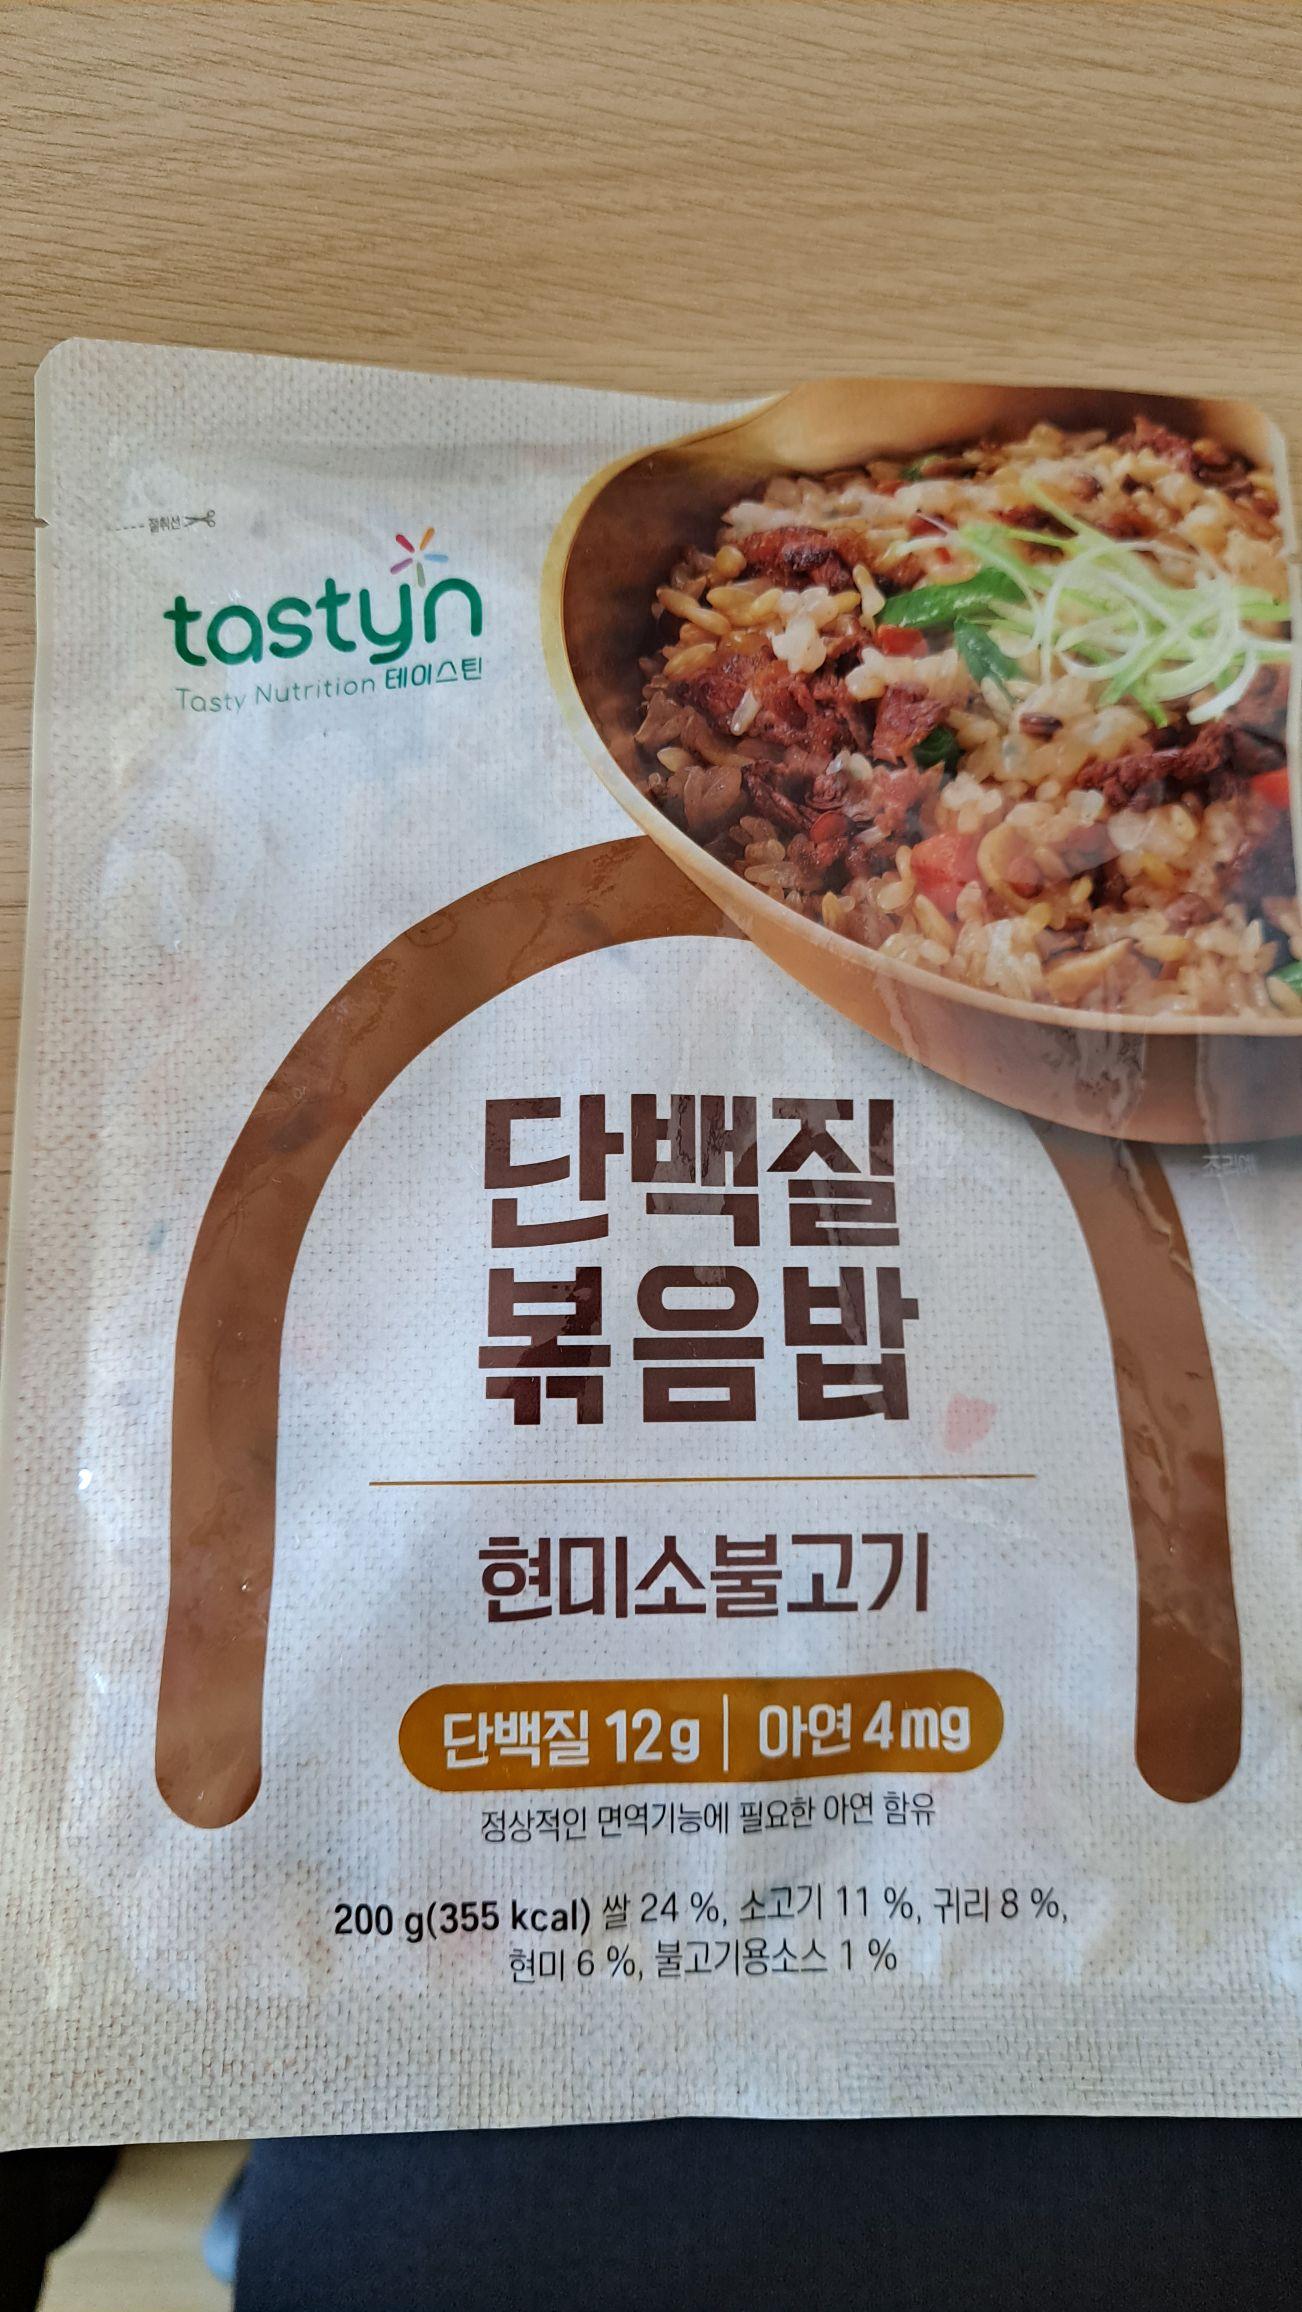 절취선
tastyn
Tasty Nutrition 테이스틴
조리예
단백질
볶음밥
현미소불고기
단백질 12g | 아연 4mg
정상적인 면역기능에 필요한 아연 함유
200 g(355 kcal) 쌀 24 %, 소고기 11 %, 귀리 8 %,
현미 6 %, 불고기용소스 1 %